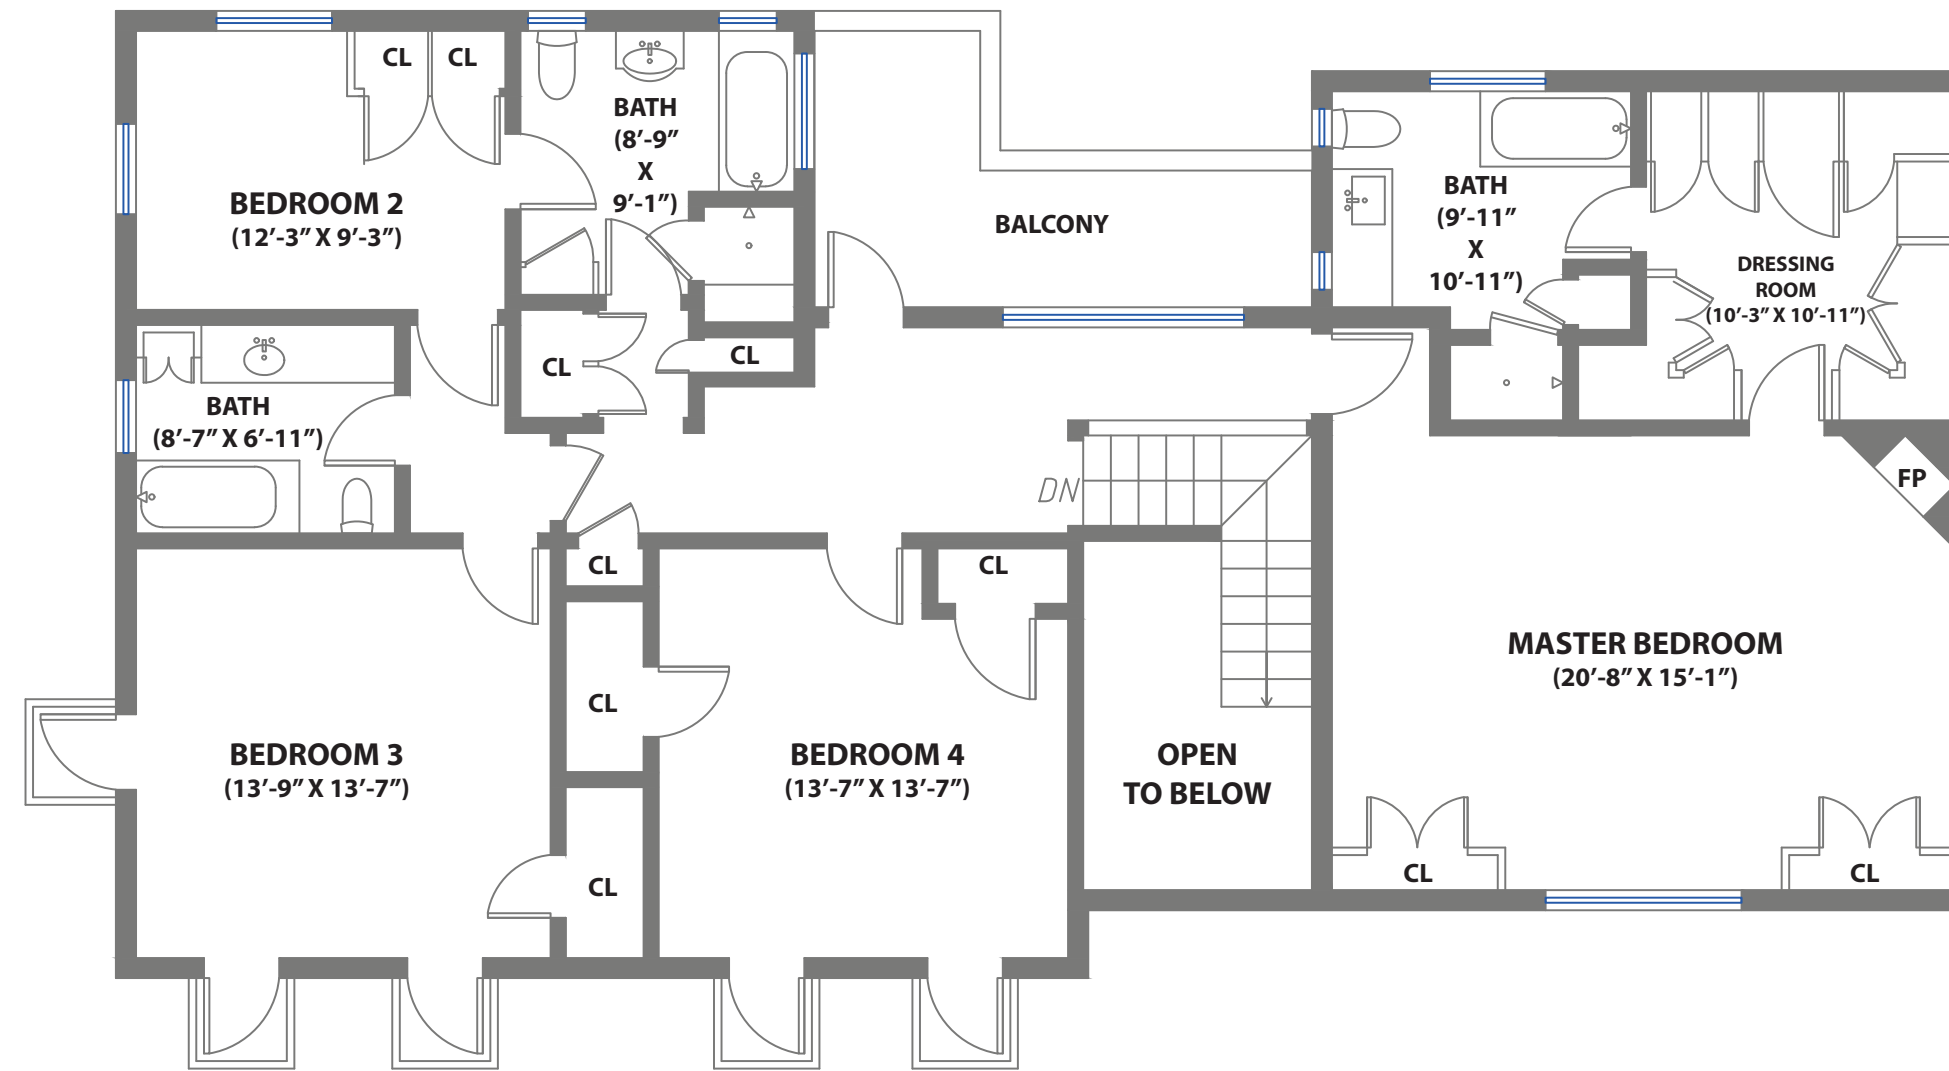 CL
CL
BATH
(8’-9”
X
9’-1”)
BEDROOM 2
(12’-3” X 9’-3”)
BALCONY
BATH
(9’-11”
X
10’-11”)
DRESSING
ROOM
(10’-3” X 10’-11”)
CL
CL
BATH
(8’-7” X 6’-11”)
DN
FP
CL
CL
MASTER BEDROOM
(20’-8” X 15’-1”)
CL
BEDROOM 3
(13’-9” X 13’-7”)
BEDROOM 4
(13’-7” X 13’-7”)
OPEN
TO BELOW
CL
CL
CL